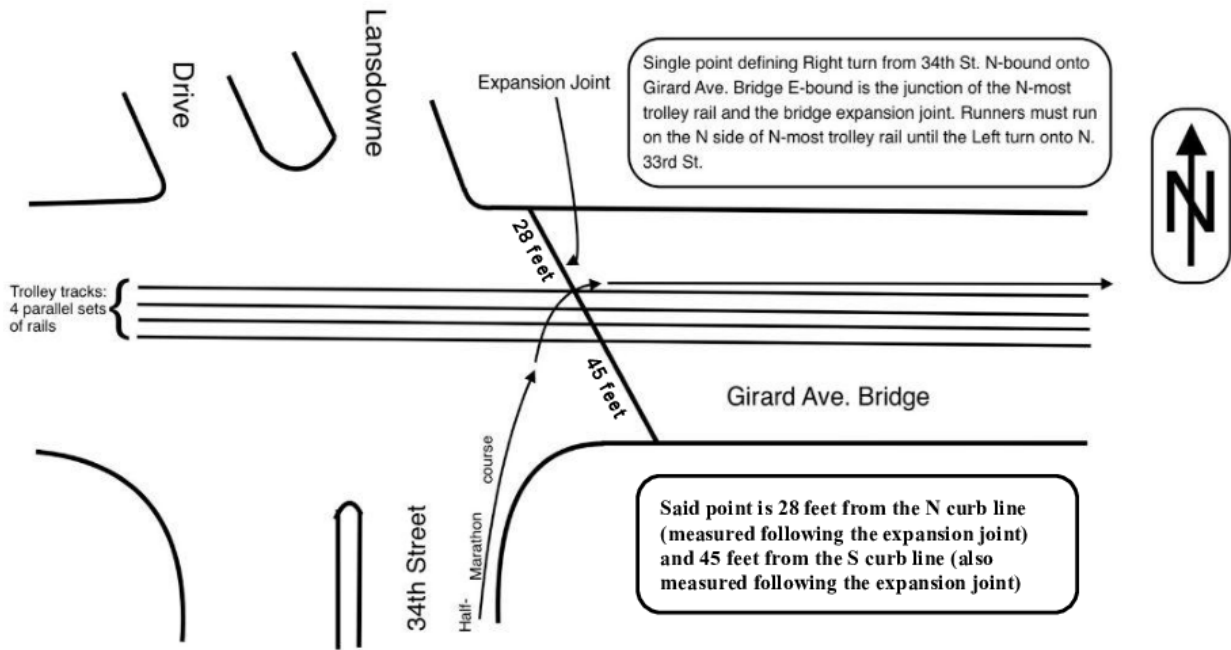 Drive
Lansdowne
Expansion Joint
Single point defining Right turn from 34th St. N-bound onto
Girard Ave. Bridge E-bound is the junction of the N-most
trolley rail and the bridge expansion joint. Runners must run
on the N side of N-most trolley rail until the Left turn onto N.
33rd St.
N
28 feet
Trolley tracks:
4 parallel sets
of rails
45 feet
Girard Ave. Bridge
34th Street
Half-
Marathon
course
Said point is 28 feet from the N curb line
(measured following the expansion joint)
and 45 feet from the S curb line (also
measured following the expansion joint)